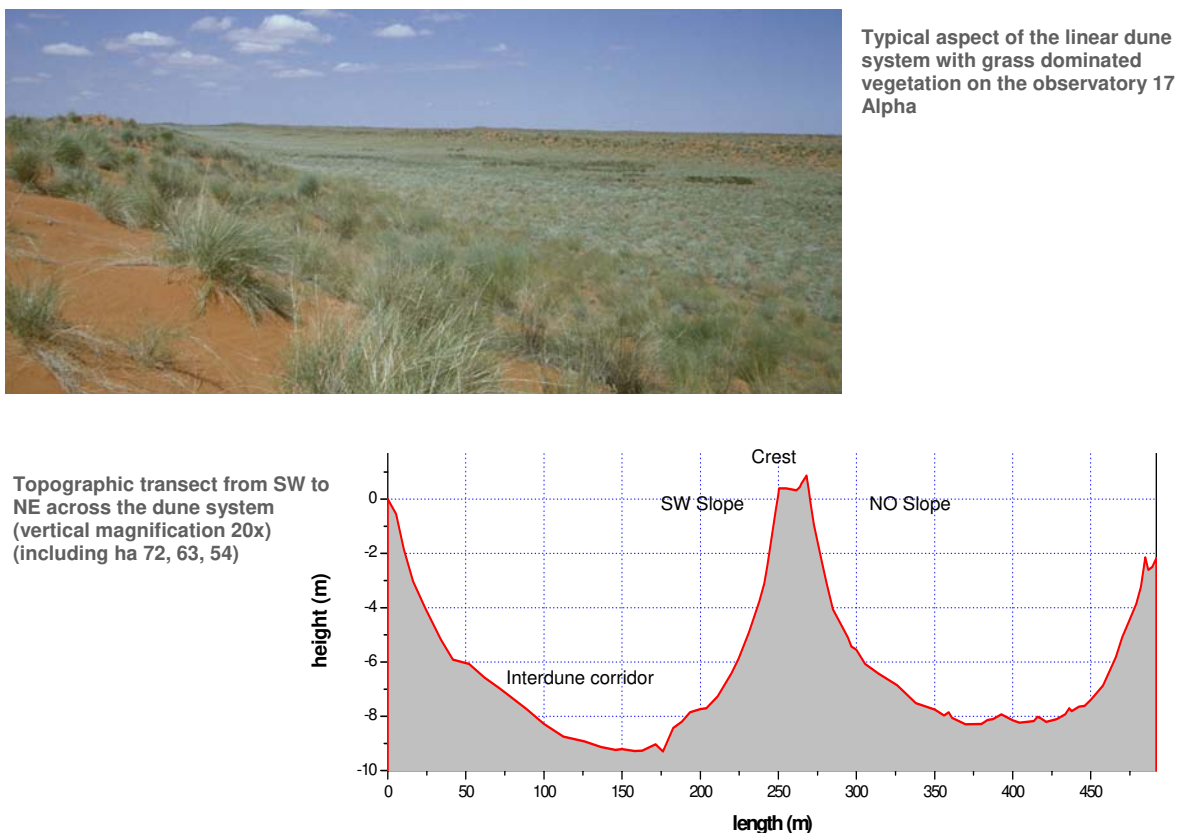 Typical aspect of the linear dune
system with grass dominated
vegetation on the observatory 17
Alpha
Topographic transect from SW to
NE across the dune system
(vertical magnification 20x)
(including ha 72, 63, 54)
Crest
SW Slope
NO Slope
Interdune corridor
height (m)
0
-2
-4
-6
-8
-10
0 50 100 150 200 250 300 350 400 450
length (m)